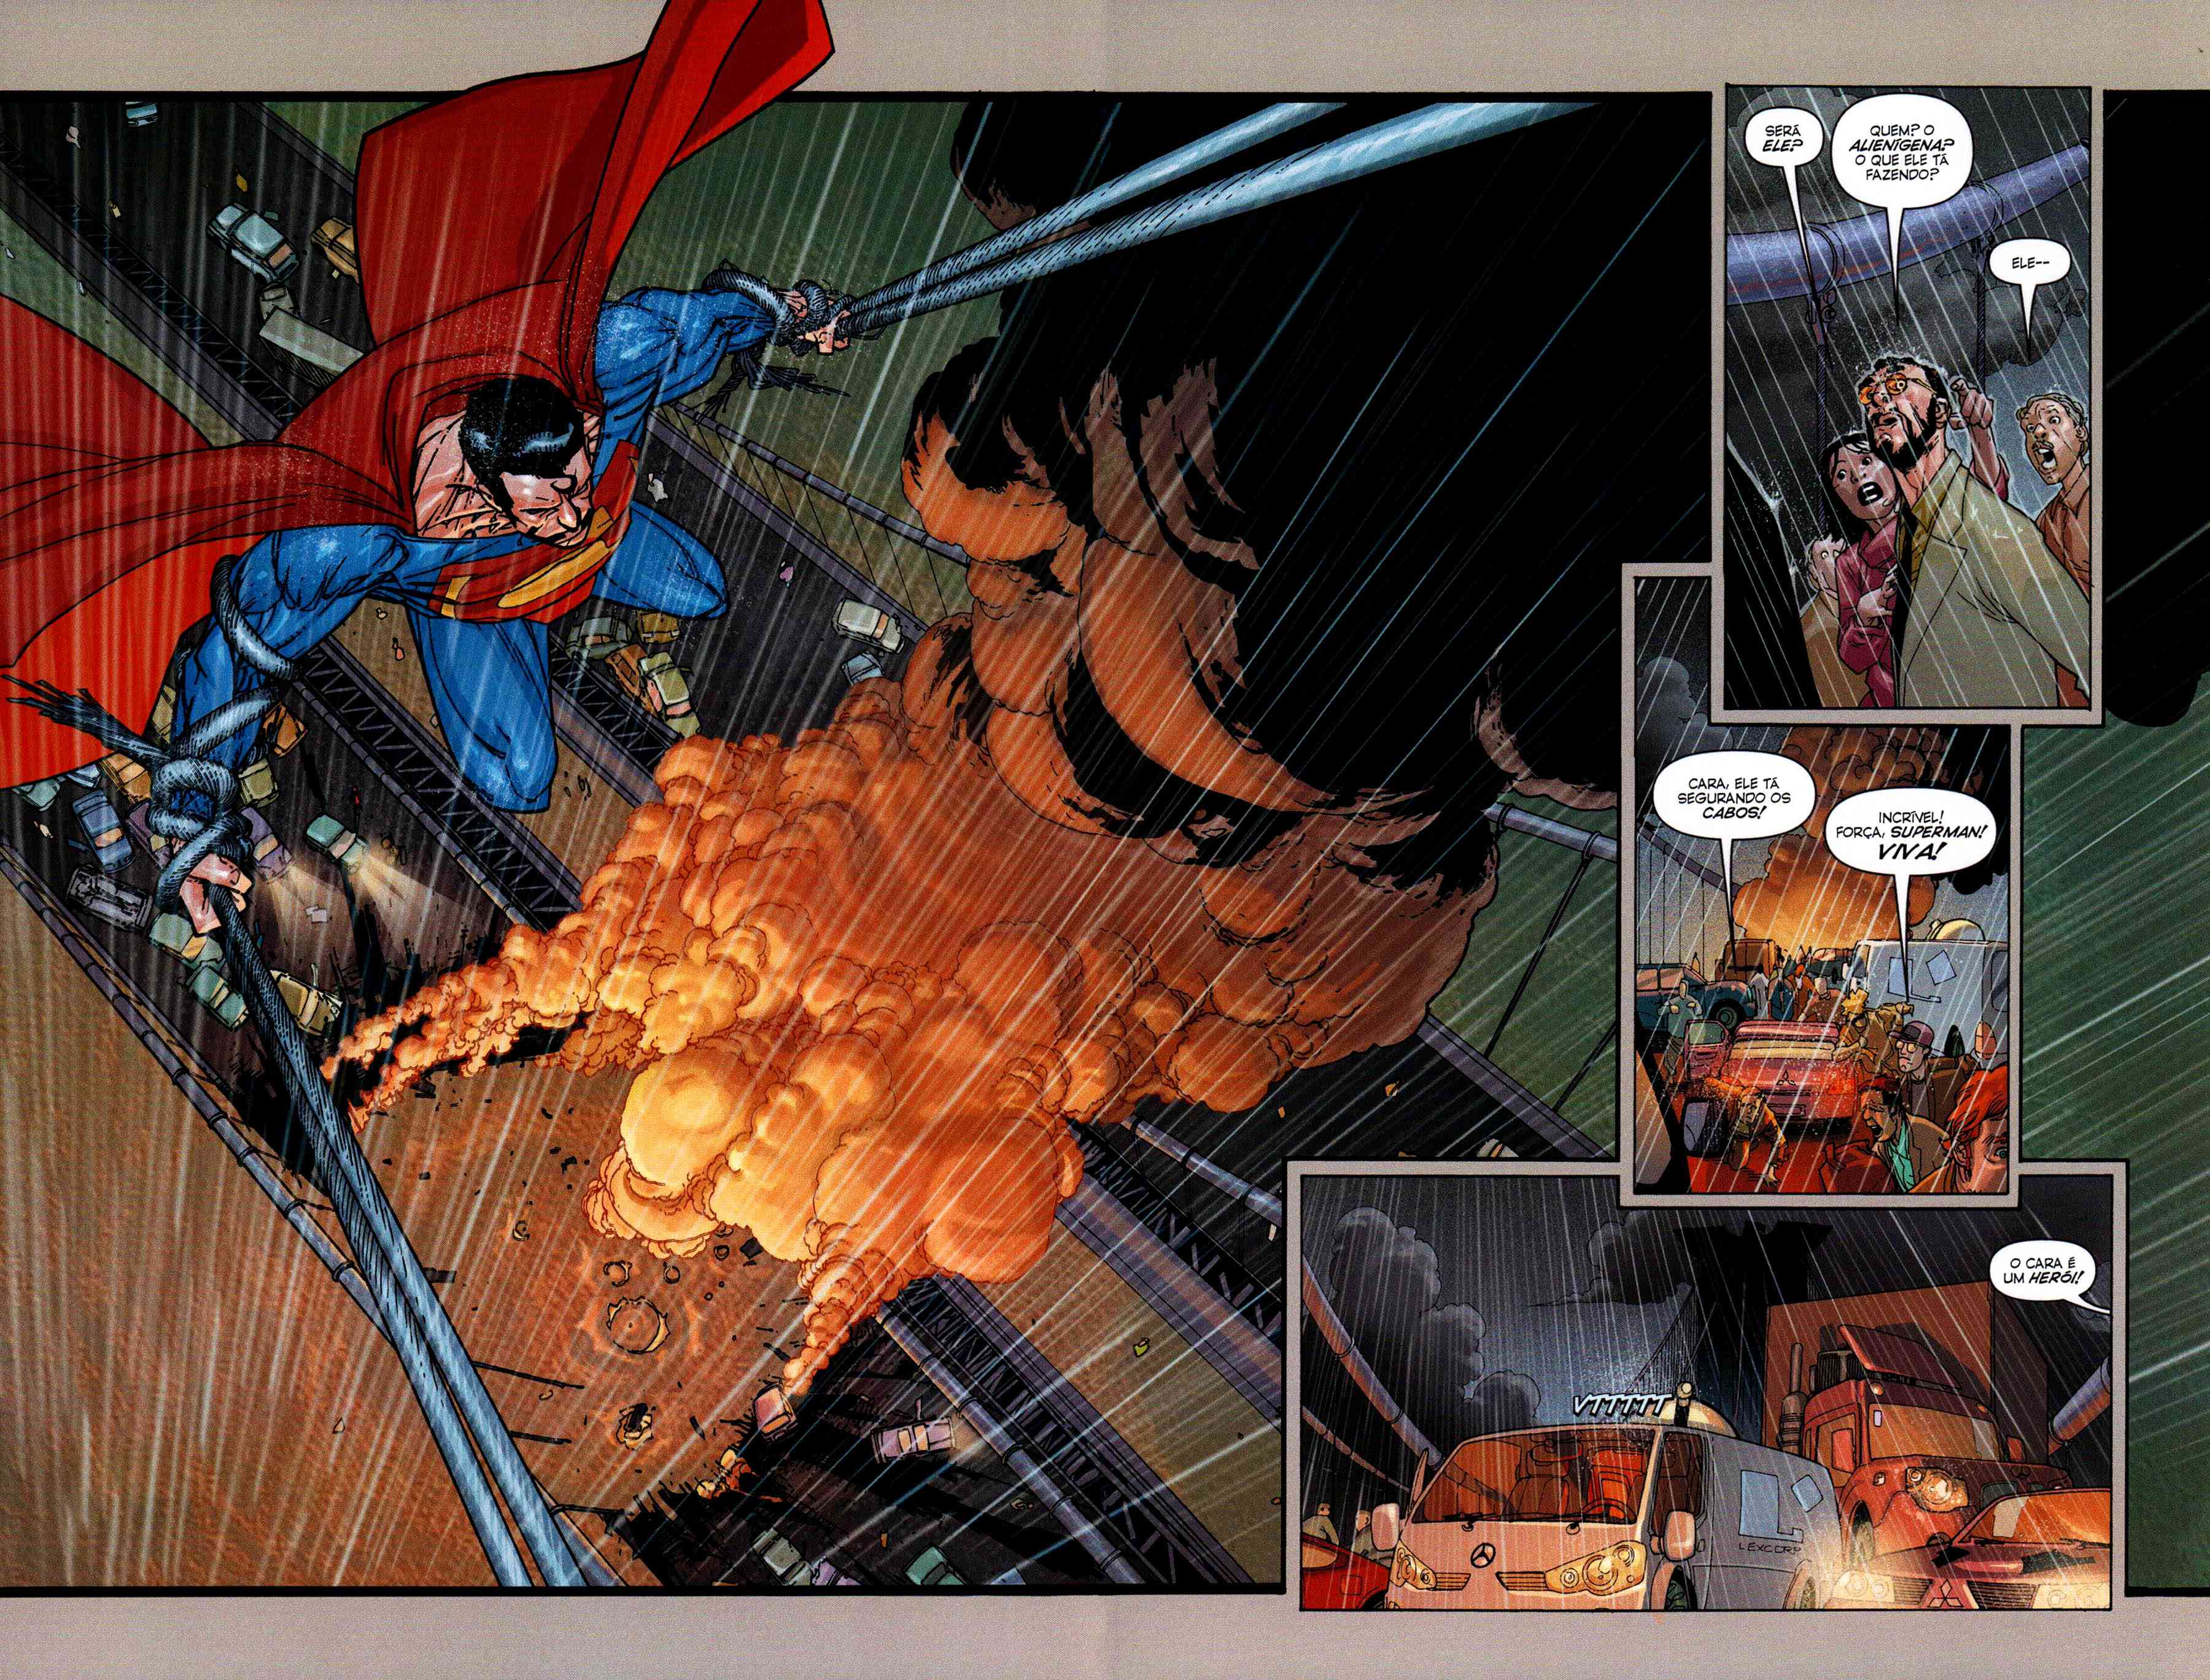 SERÁ
ELE?
QUEM? O
ALIENÍGENA?
O QUE ELE TÁ
FAZENDO?
ELE--
CARA, ELE TÁ
SEGURANDO OS
CABOS!
INCRÍVEL!
FORÇA, SUPERMAN!
VIVA!
O CARA É
UM HERÓI!
VTTTTT
LEXCORP